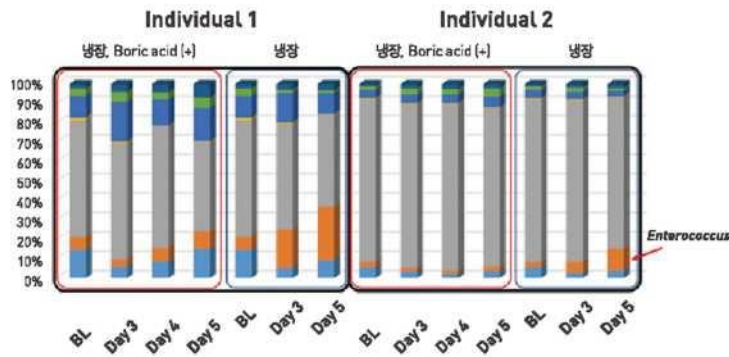 Individual 1 Individual 2
냉장, Boric acid (+) 냉장 냉장, Boric acid (+) 냉장
100%
90%
80%
70%
60%
50%
40%
30%
20%
10%
0%
Enterococcus
BL Day 3 Day 4 Day 5 BL Day 3 Day 5 BL Day 3 Day 4 Day 5 BL Day 3 Day 5